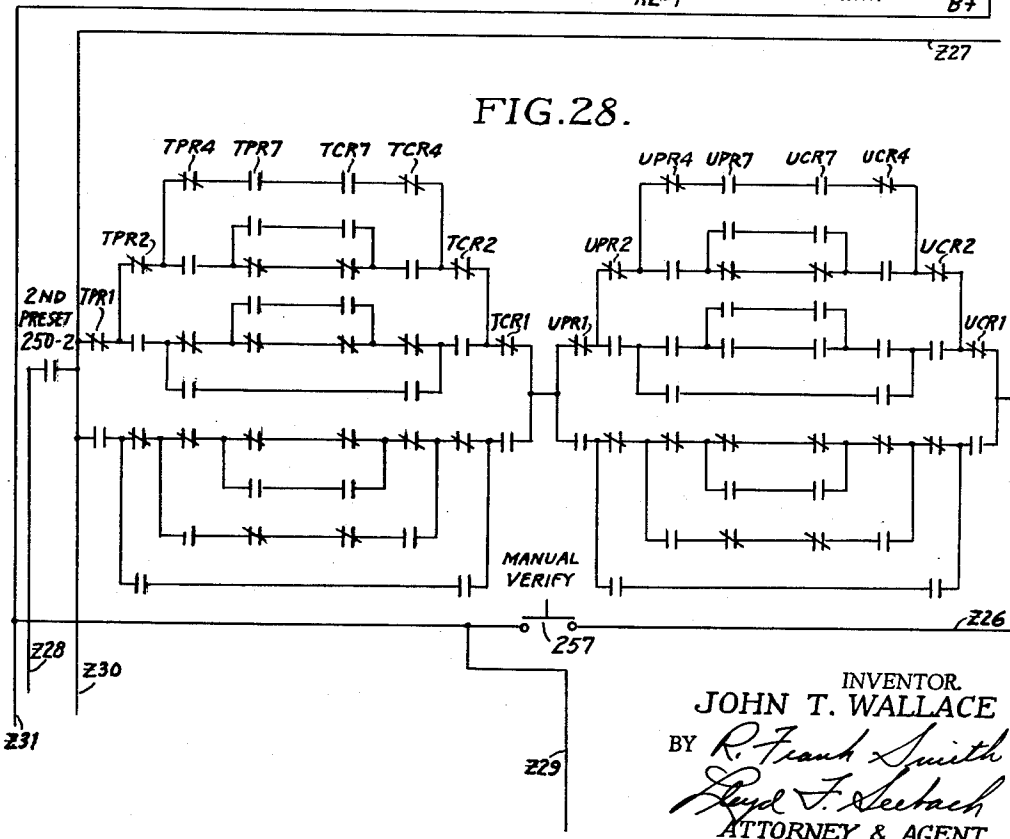 B7
Z27
FIG.28.
TPR4 TPR7 TCR7 TCR4
UPR4 UPR7 UCR7 UCR4
TPR2 TCR2 UPR2 UCR2
2ND
PRESET
250-2
TPR1 TCR1 UPR1 UCR1
MANUAL
VERIFY
257
Z26
Z28
Z30
Z31
Z29
INVENTOR.
JOHN T. WALLACE
BY R. Frank Smith
Lloyd F. Seebach
ATTORNEY & AGENT